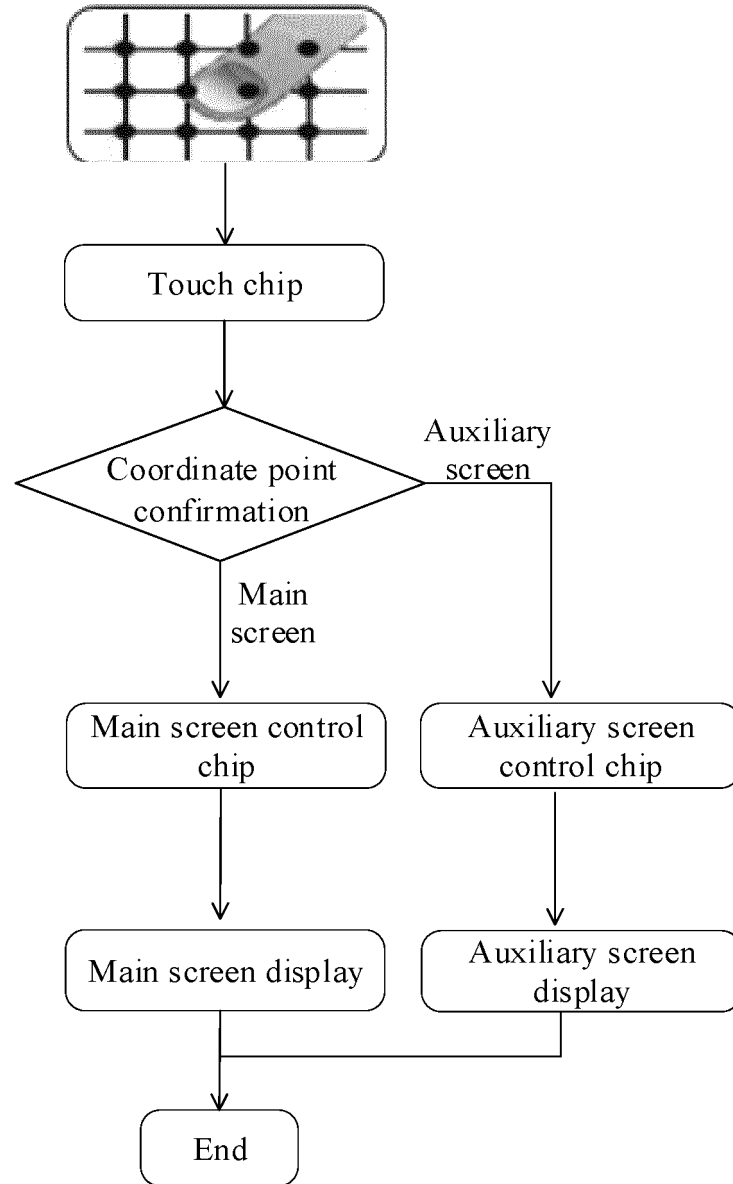 Touch chip
Coordinate point
confirmation
Auxiliary
screen
Main
screen
Main screen control
chip
Auxiliary screen
control chip
Main screen display
Auxiliary screen
display
End